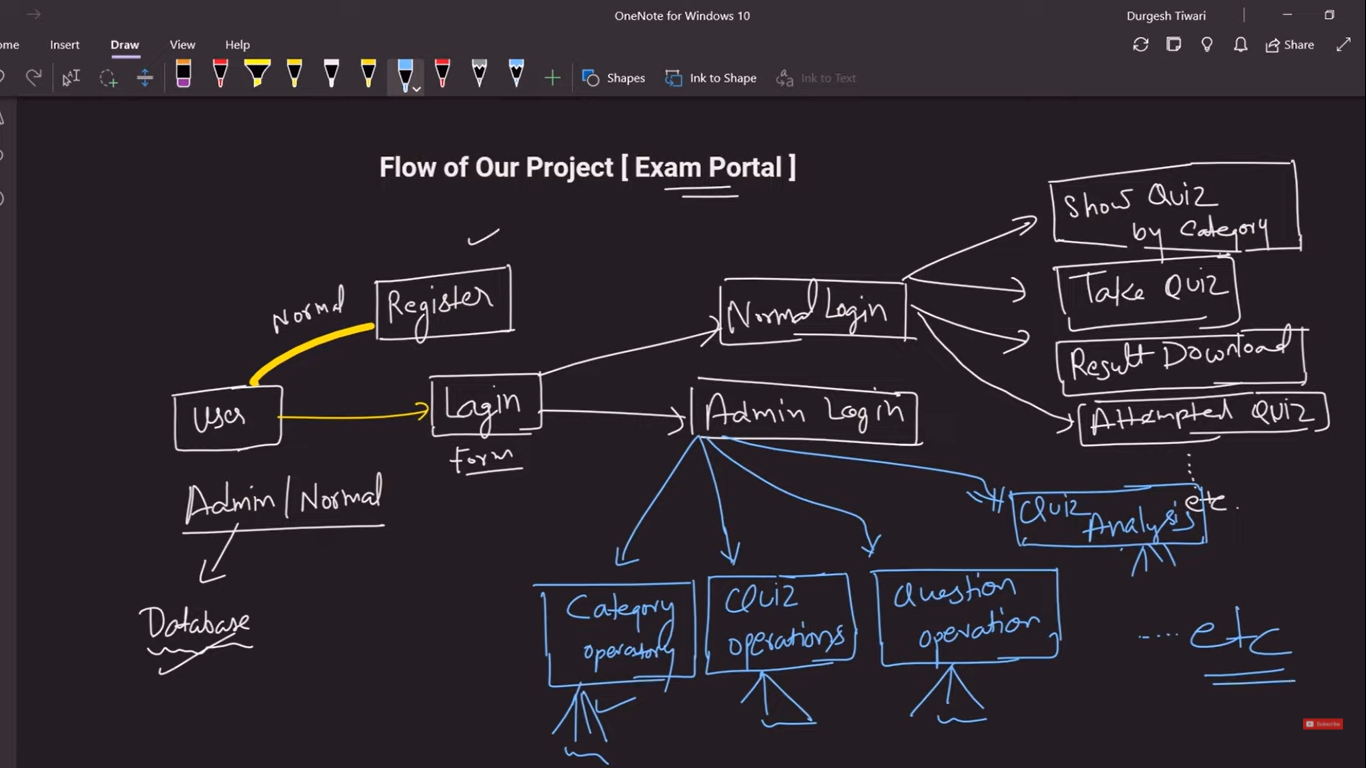 OneNote for Windows 10
Durgesh Tiwari
ome Insert Draw View Help
Share
Shapes
Ink to Shape
Ink to Text
Flow of Our Project [ Exam Portal ]
Normal
Register
User
Login
Form
Admin / Normal
Database
Normal Login
Admin Login
Show Quiz
by Category
Take Quiz
Result Download
Attempted Quiz
etc.
Quiz
Analysis
Category
Quiz
operations
Question
operation
.... etc
Subscribe